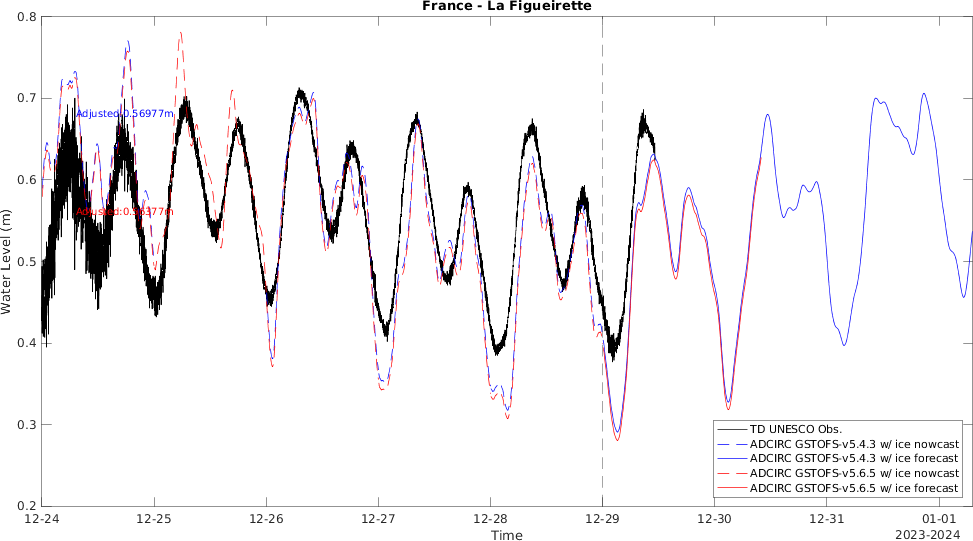 France - La Figueirette
0.8
0.7
0.6
0.5
0.4
0.3
0.2
Water Level (m)
Adjusted:0.56977m
Adjusted:0.56377m
TD UNESCO Obs.
ADCIRC GSTOFS-v5.4.3 w/ ice nowcast
ADCIRC GSTOFS-v5.4.3 w/ ice forecast
ADCIRC GSTOFS-v5.6.5 w/ ice nowcast
ADCIRC GSTOFS-v5.6.5 w/ ice forecast
12-24 12-25 12-26 12-27 12-28 12-29 12-30 12-31 01-01
Time
2023-2024